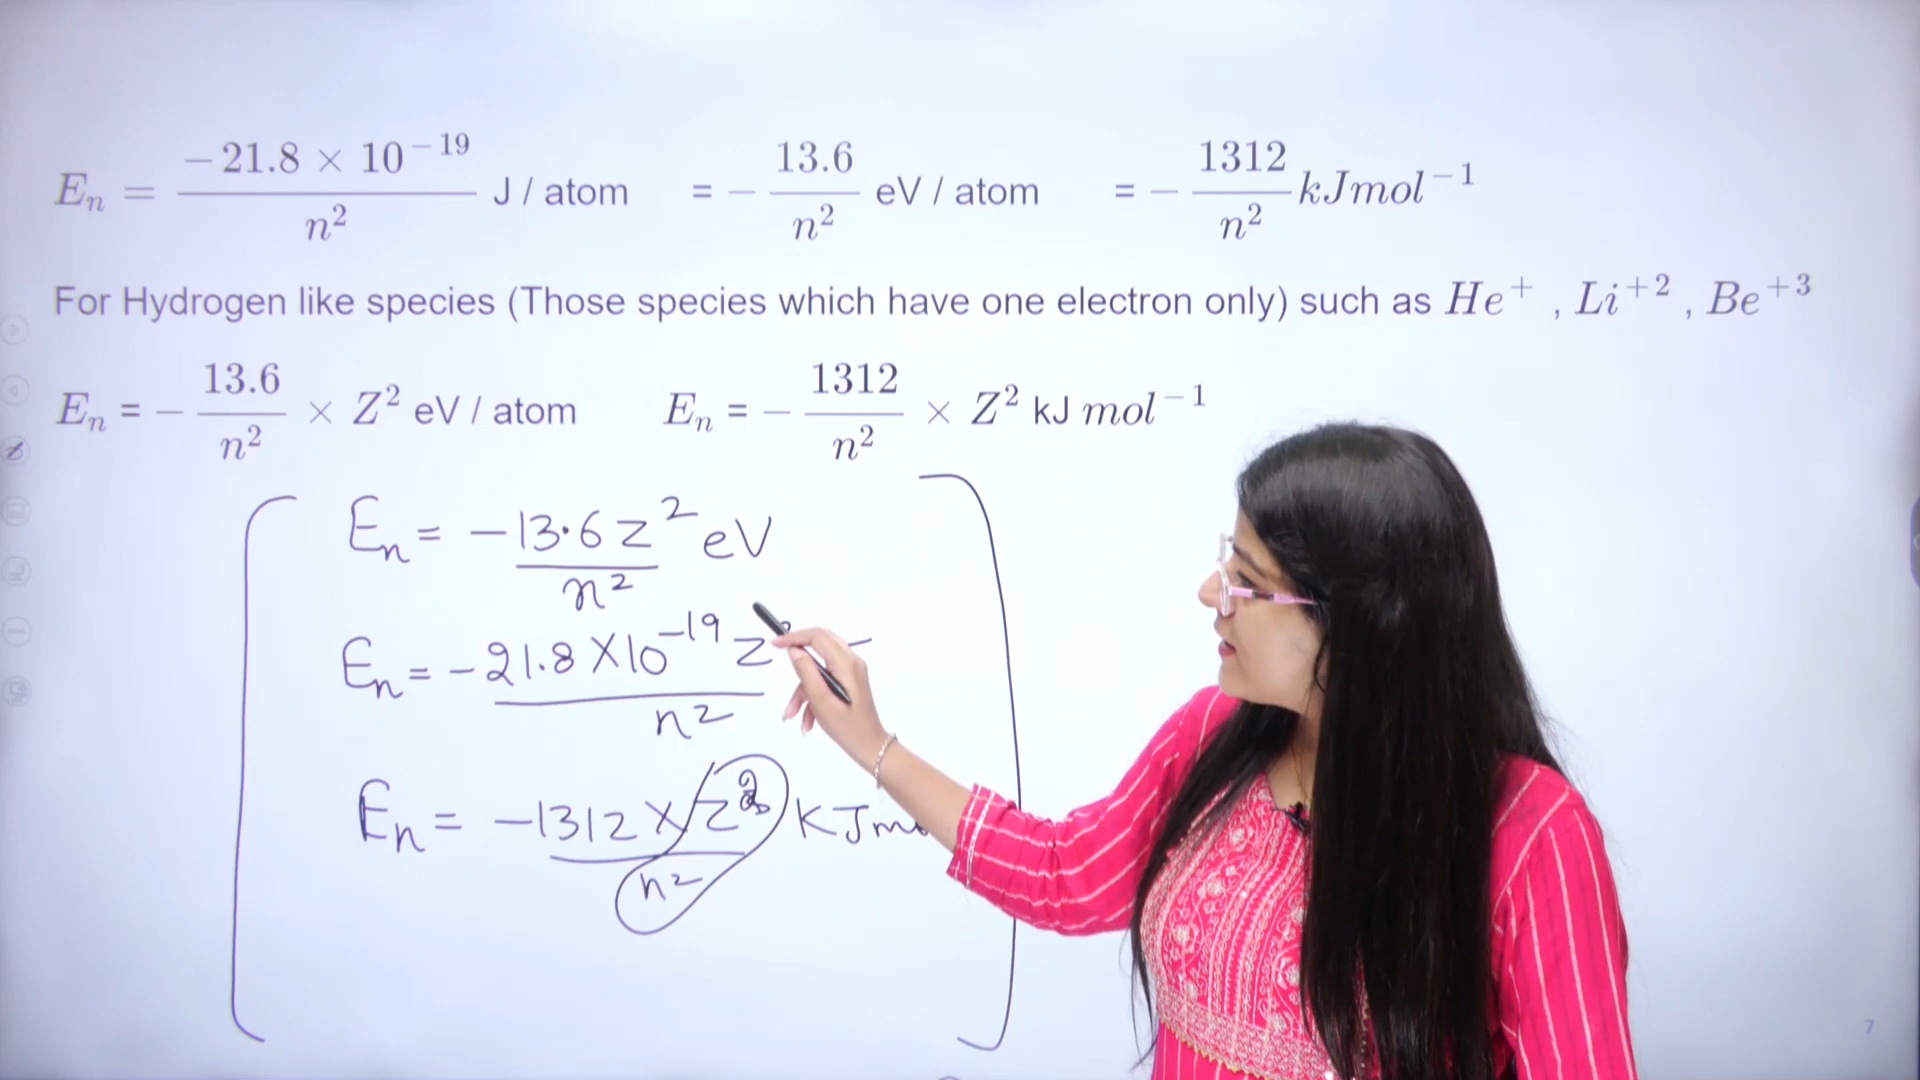 Eₙ = −21.8 × 10⁻¹⁹ / n² J / atom = − 13.6 / n² eV / atom = − 1312 / n² kJmol⁻¹
For Hydrogen like species (Those species which have one electron only) such as He⁺ , Li⁺² , Be⁺³
Eₙ = − 13.6 / n² × Z² eV / atom Eₙ = − 1312 / n² × Z² kJ mol⁻¹
Eₙ = −13.6 Z² / n² eV
Eₙ = −21.8 × 10⁻¹⁹ Z / n²
Eₙ = −1312 × Z² / n² KJm
7